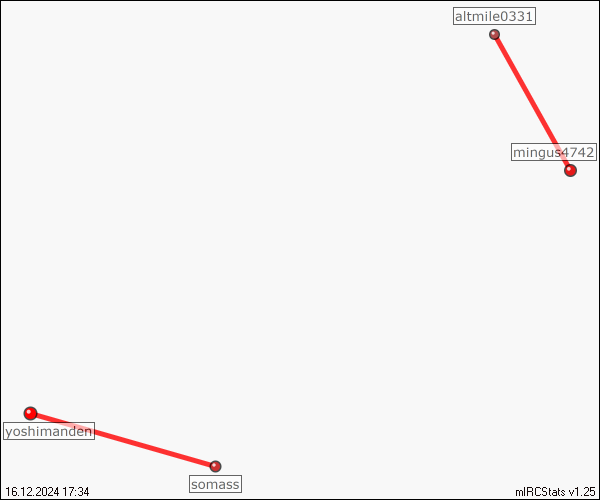 altmile0331
mingus4742
yoshimanden
somass
16.12.2024 17:34
mIRCStats v1.25